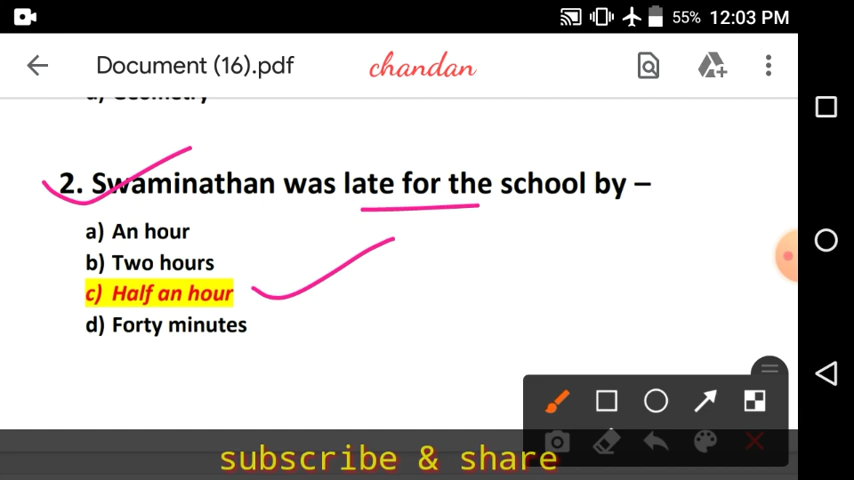 55% 12:03 PM
Document (16).pdf chandan
d) Geometry
2. Swaminathan was late for the school by –
a) An hour
b) Two hours
c) Half an hour
d) Forty minutes
subscribe & share